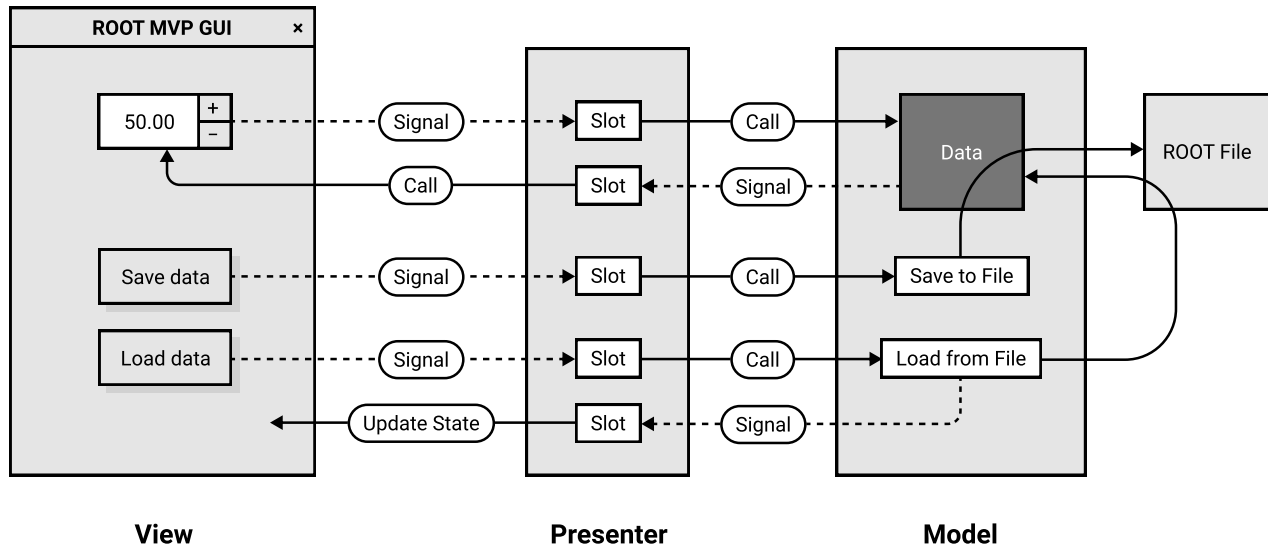 ROOT MVP GUI ×
50.00 + −
Signal Slot Call Data ROOT File
Call Slot Signal
Save data Signal Slot Call Save to File
Load data Signal Slot Call Load from File
Update State Slot Signal
View Presenter Model